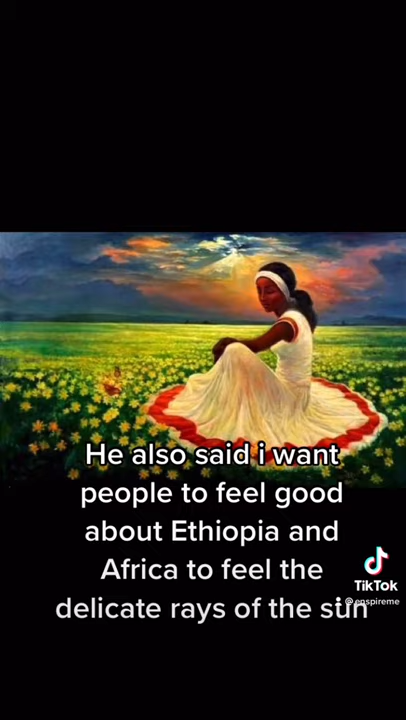 He also said i want
people to feel good
about Ethiopia and
Africa to feel the
delicate rays of the sun
TikTok
@enspireme